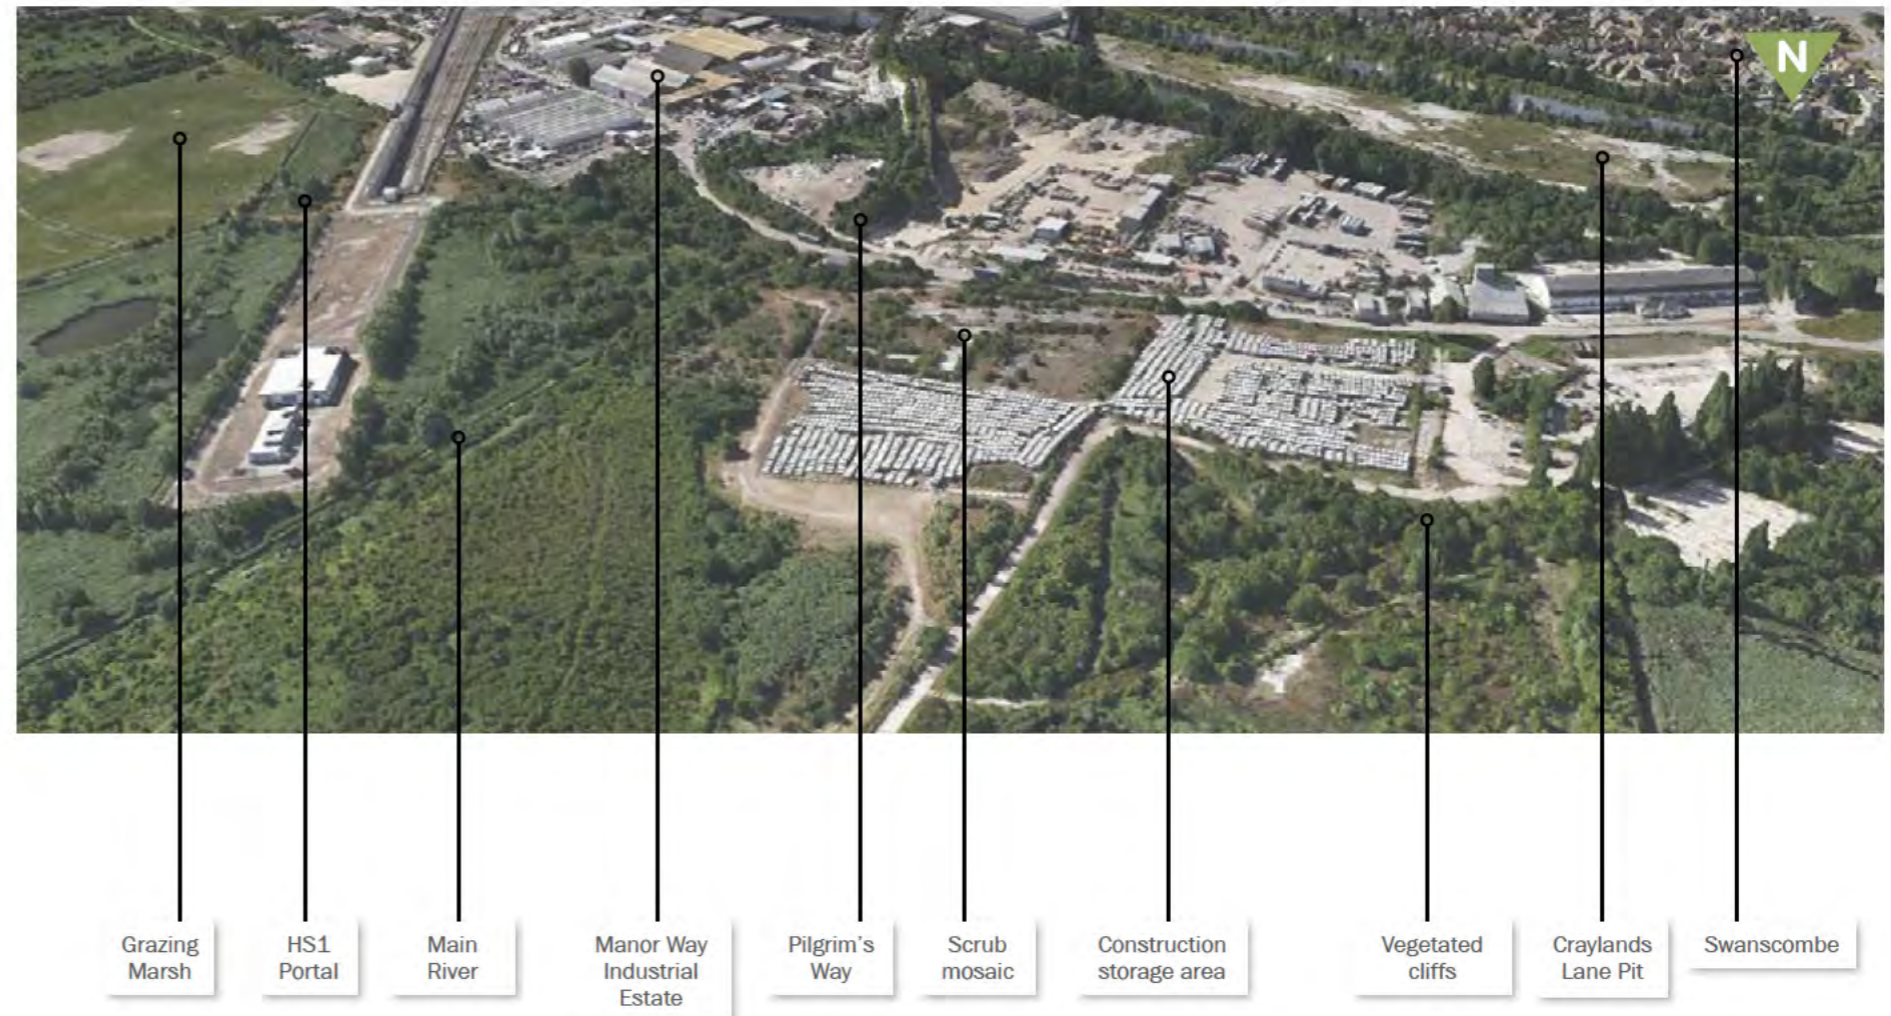 N
Grazing
Marsh
HS1
Portal
Main
River
Manor Way
Industrial
Estate
Pilgrim's
Way
Scrub
mosaic
Construction
storage area
Vegetated
cliffs
Craylands
Lane Pit
Swanscombe